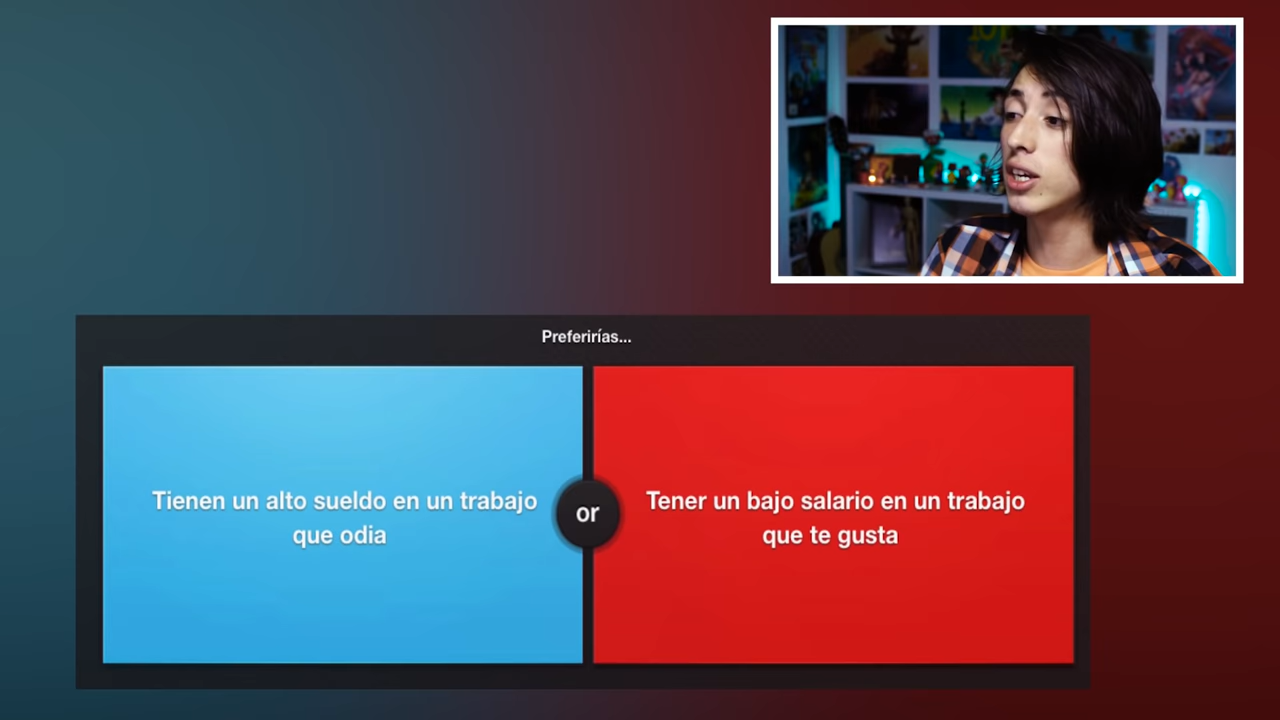 Preferirías...
Tienen un alto sueldo en un trabajo
que odia
or
Tener un bajo salario en un trabajo
que te gusta